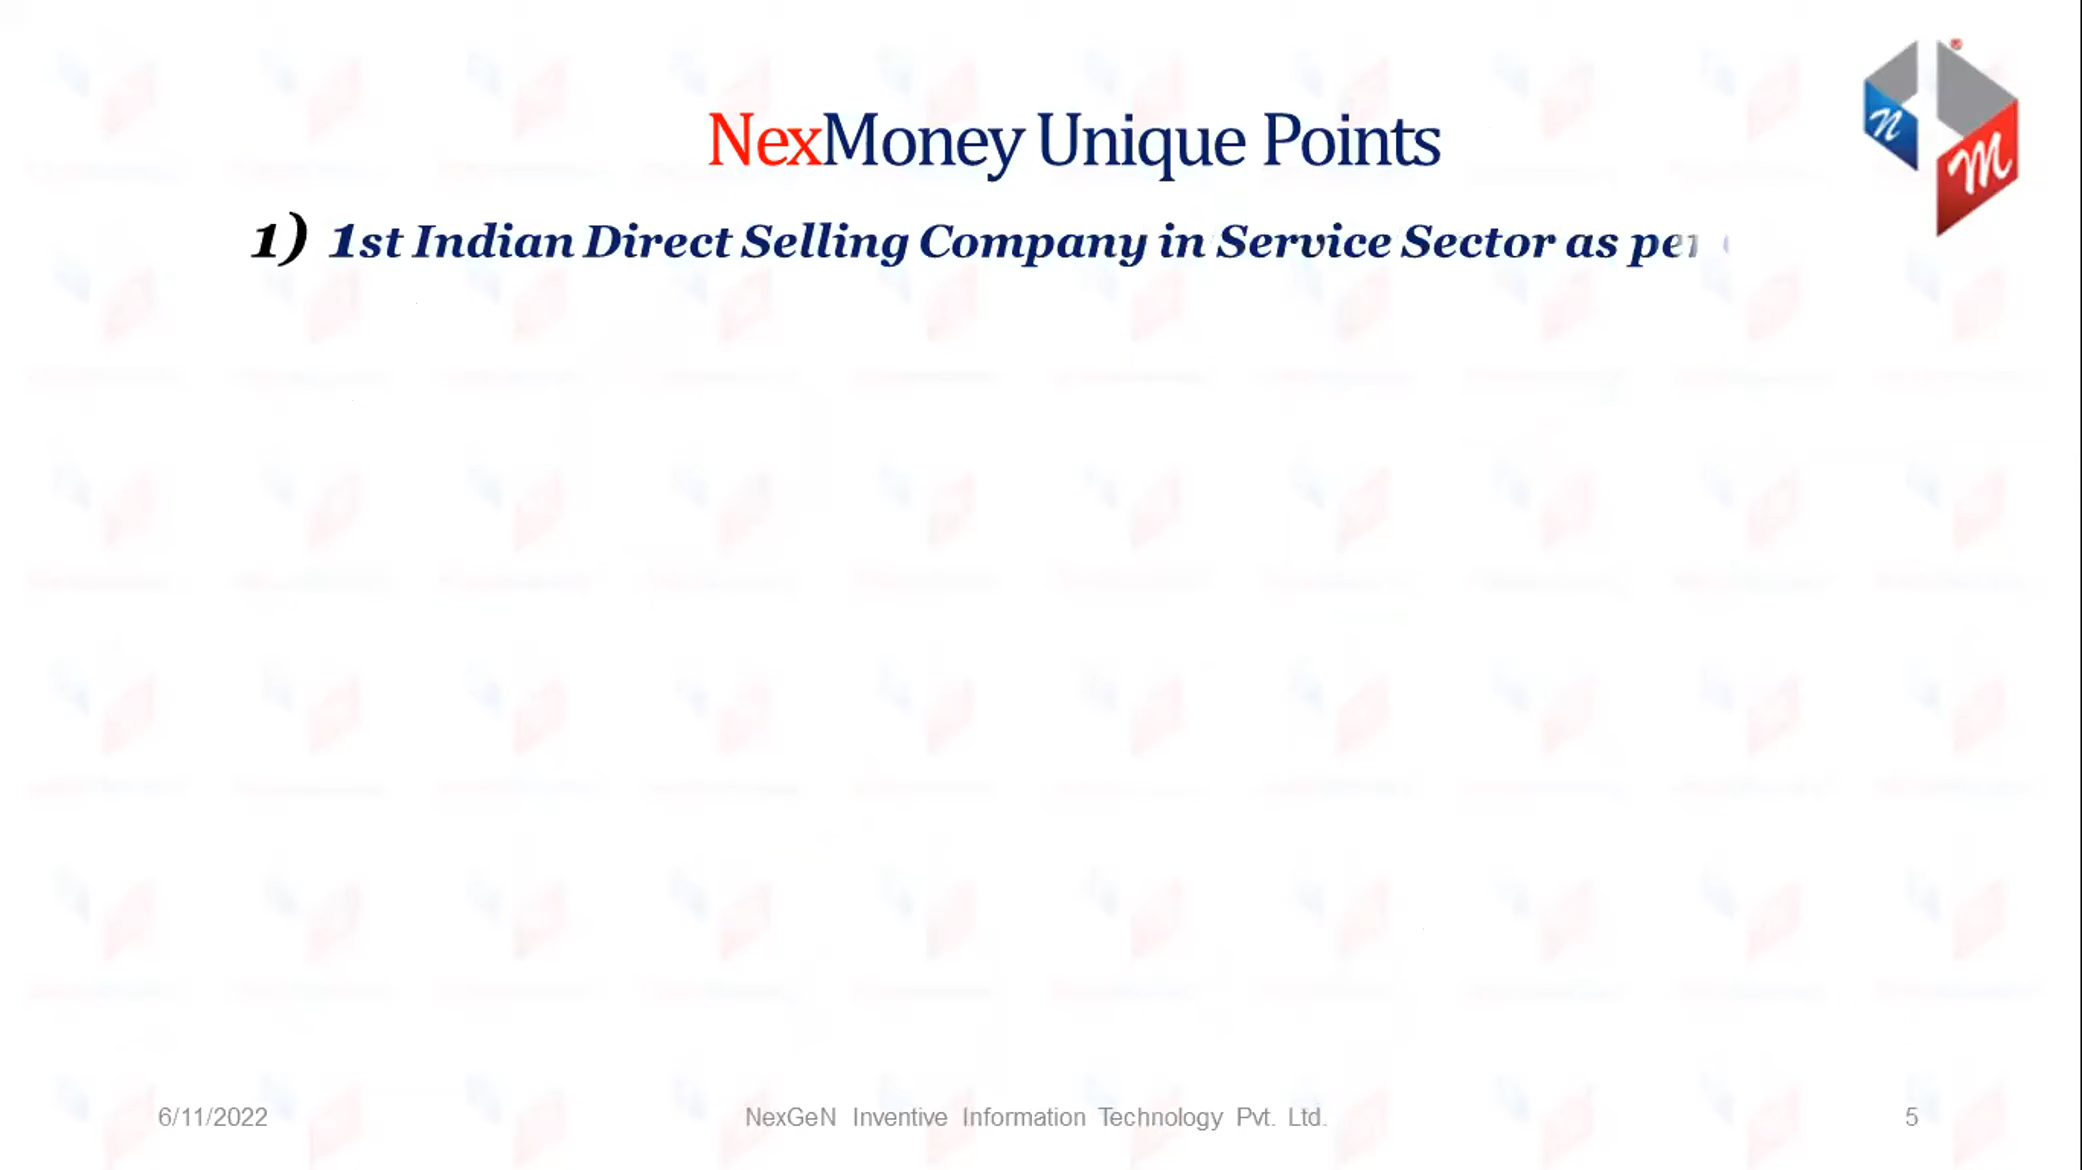 n M
NexMoney Unique Points
1) 1st Indian Direct Selling Company in Service Sector as per
6/11/2022 NexGeN Inventive Information Technology Pvt. Ltd. 5